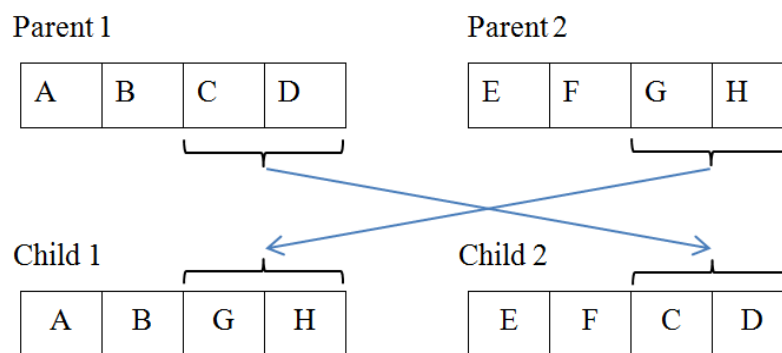 Parent 1 Parent 2
A B C D E F G H
Child 1 Child 2
A B G H E F C D